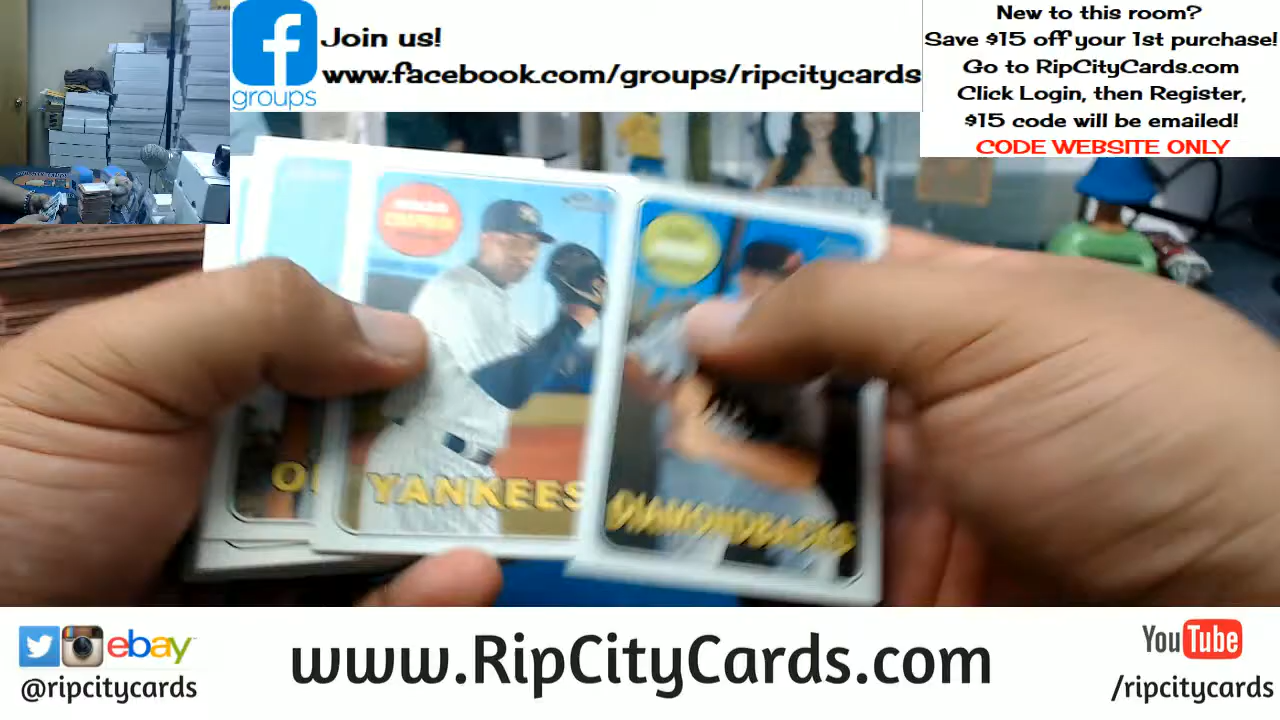 groups
Join us!
www.facebook.com/groups/ripcitycards
New to this room?
Save $15 off your 1st purchase!
Go to RipCityCards.com
Click Login, then Register,
$15 code will be emailed!
CODE WEBSITE ONLY
CHAPMAN
YANKEES
DIAMONDBACKS
ebay
@ripcitycards
www.RipCityCards.com
YouTube
/ripcitycards